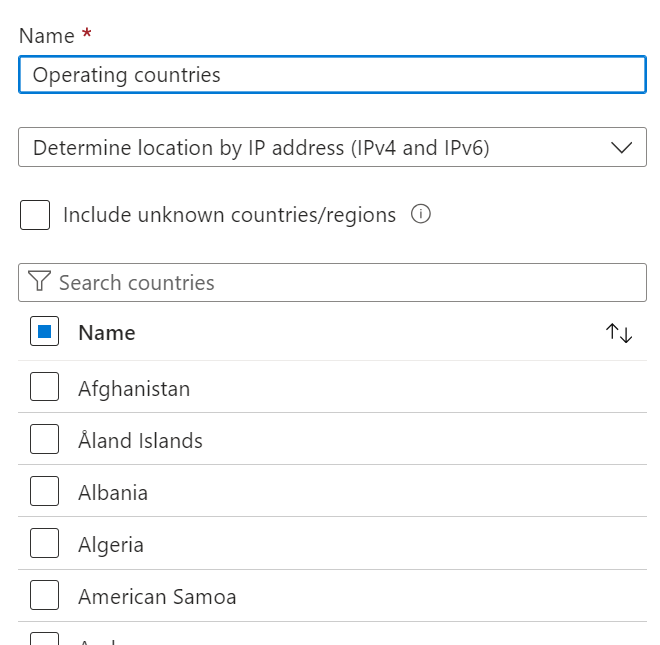 Name *
Operating countries
Determine location by IP address (IPv4 and IPv6)
Include unknown countries/regions
Search countries
Name
Afghanistan
Åland Islands
Albania
Algeria
American Samoa